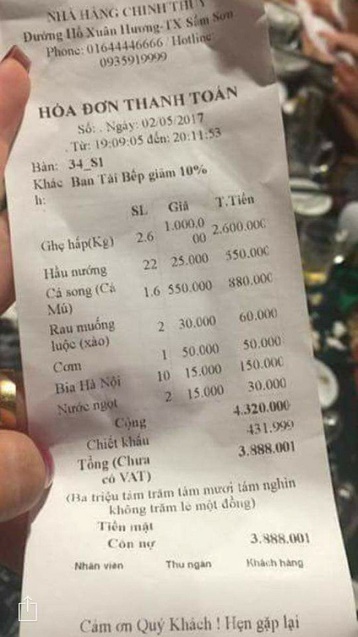 NHÀ HÀNG CHINH THUY
Đường Hồ Xuân Hương-TX Sầm Sơn
Phone: 01644446666 / Hotline:
0935919999
HÓA ĐƠN THANH TOÁN
Số: . Ngày: 02/05/2017
. Từ: 19:09:05 đến: 20:11:53
Bàn: 34_S1
Khác Ban Tài Bếp giảm 10%
h:
SL Giá T.Tiền
Ghẹ hấp(Kg) 2.6 1.000,0
00 2.600.000
Hầu nướng 22 25.000 550.000
Cá song (Cá
Mú) 1.6 550.000 880.000
Rau muống
luộc (xào) 2 30.000 60.000
Cơm 1 50.000 50.000
Bia Hà Nội 10 15.000 150.000
Nước ngọt 2 15.000 30.000
Cộng 4.320.000
Chiết khấu 431.999
Tổng (Chưa
có VAT) 3.888.001
(Ba triệu tám trăm tám mươi tám nghìn
không trăm lẻ một đồng)
Tiền mặt
Còn nợ 3.888.001
Nhân viên Thu ngân Khách hàng
Cảm ơn Quý Khách ! Hẹn gặp lại